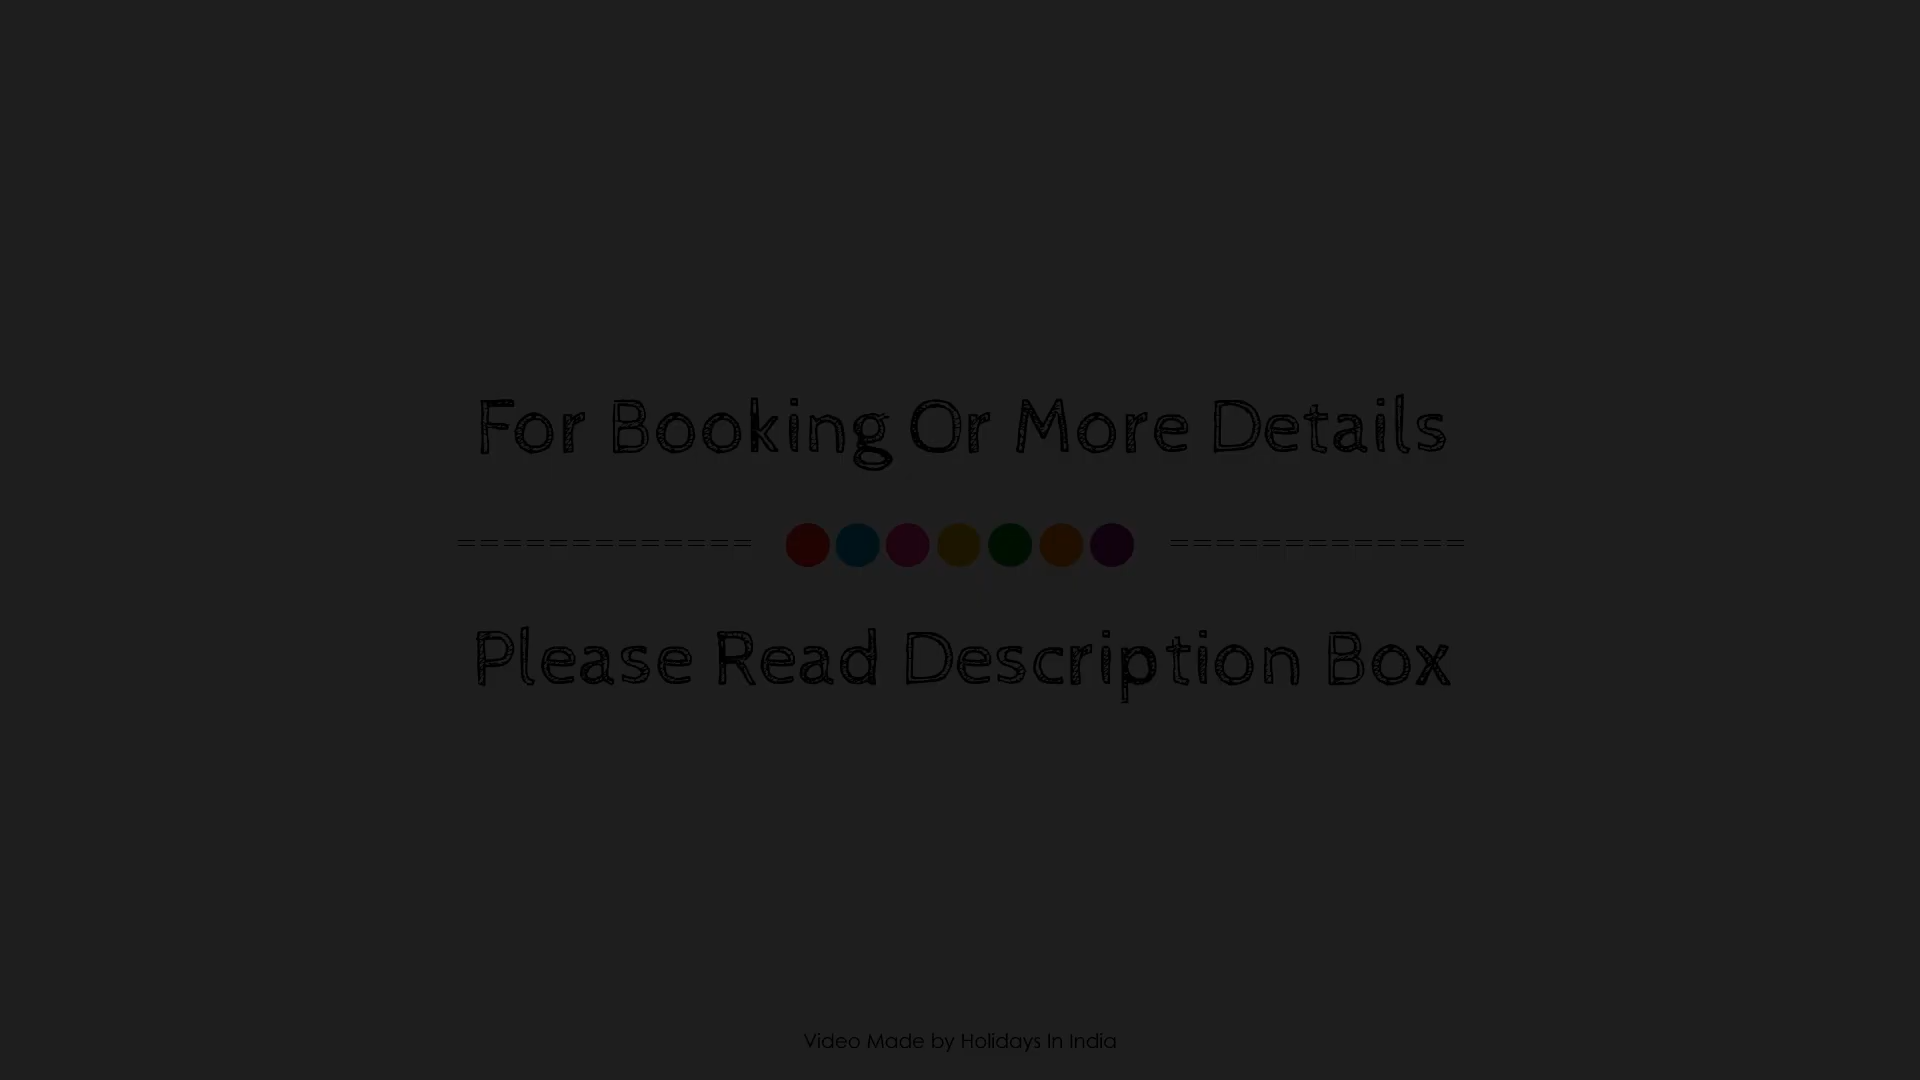 For Booking Or More Details
============= =============
Please Read Description Box
Video Made by Holidays In India